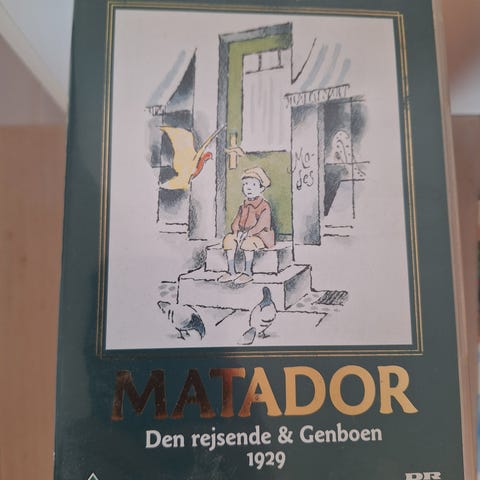 Mo-
des
MATADOR
Den rejsende & Genboen
1929
DR